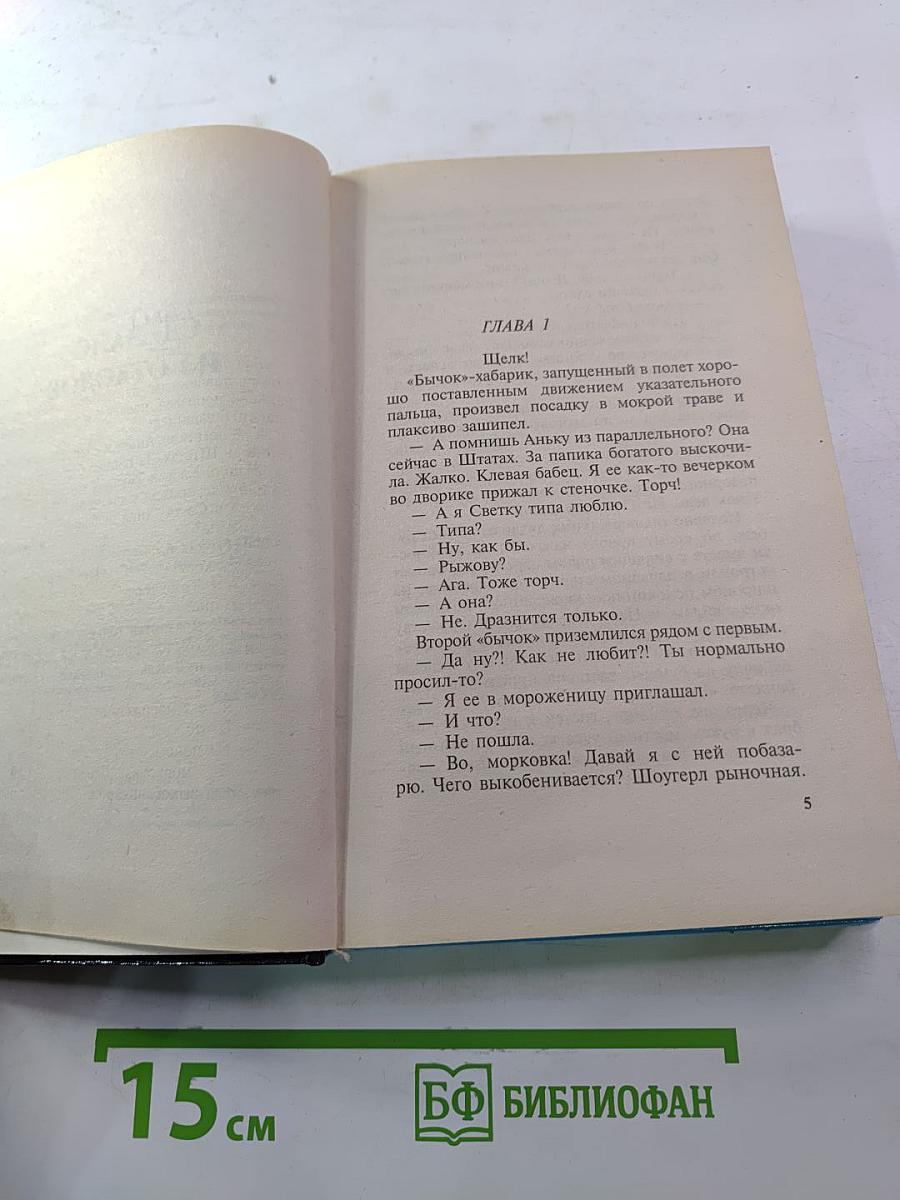 ГЛАВА 1
Щелк!
«Бычок»-хабарик, запущенный в полет хоро-
шо поставленным движением указательного
пальца, произвел посадку в мокрой траве и
плаксиво зашипел.
— А помнишь Аньку из параллельного? Она
сейчас в Штатах. За папика богатого выскочи-
ла. Жалко. Клевая бабец. Я ее как-то вечерком
во дворике прижал к стеночке. Торч!
— А я Светку типа люблю.
— Типа?
— Ну, как бы.
— Рыжову?
— Ага. Тоже торч.
— А она?
— Не. Дразнится только.
Второй «бычок» приземлился рядом с первым.
— Да ну?! Как не любит?! Ты нормально
просил-то?
— Я ее в мороженицу приглашал.
— И что?
— Не пошла.
— Во, морковка! Давай я с ней побаза-
рю. Чего выкобенивается? Шоугерл рыночная.
5
15 см
БФ БИБЛИОФАН